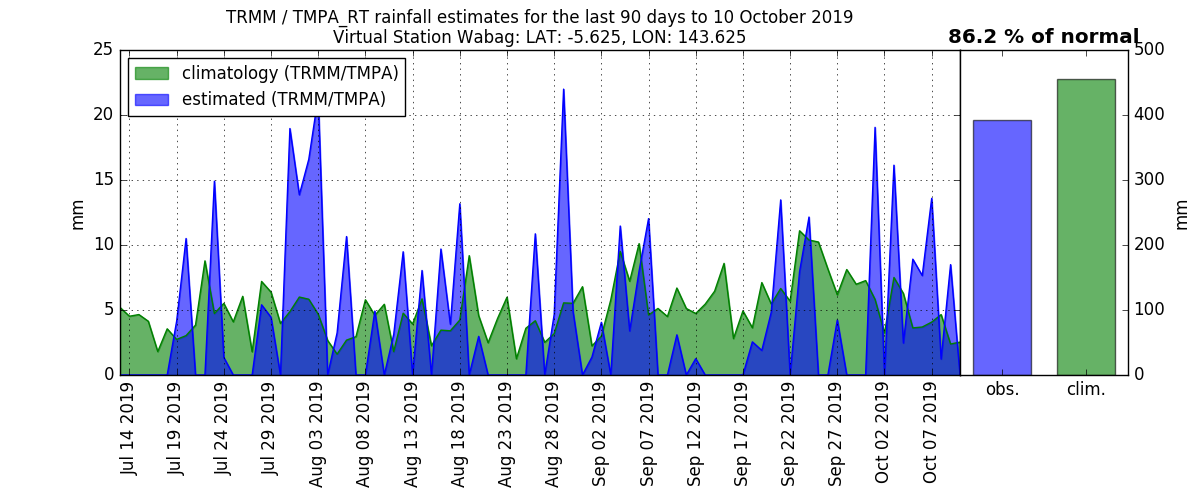 TRMM / TMPA_RT rainfall estimates for the last 90 days to 10 October 2019
Virtual Station Wabag: LAT: -5.625, LON: 143.625
86.2 % of normal
climatology (TRMM/TMPA)
estimated (TRMM/TMPA)
25
20
15
10
5
0
mm
500
400
300
200
100
0
mm
Jul 14 2019
Jul 19 2019
Jul 24 2019
Jul 29 2019
Aug 03 2019
Aug 08 2019
Aug 13 2019
Aug 18 2019
Aug 23 2019
Aug 28 2019
Sep 02 2019
Sep 07 2019
Sep 12 2019
Sep 17 2019
Sep 22 2019
Sep 27 2019
Oct 02 2019
Oct 07 2019
obs.
clim.